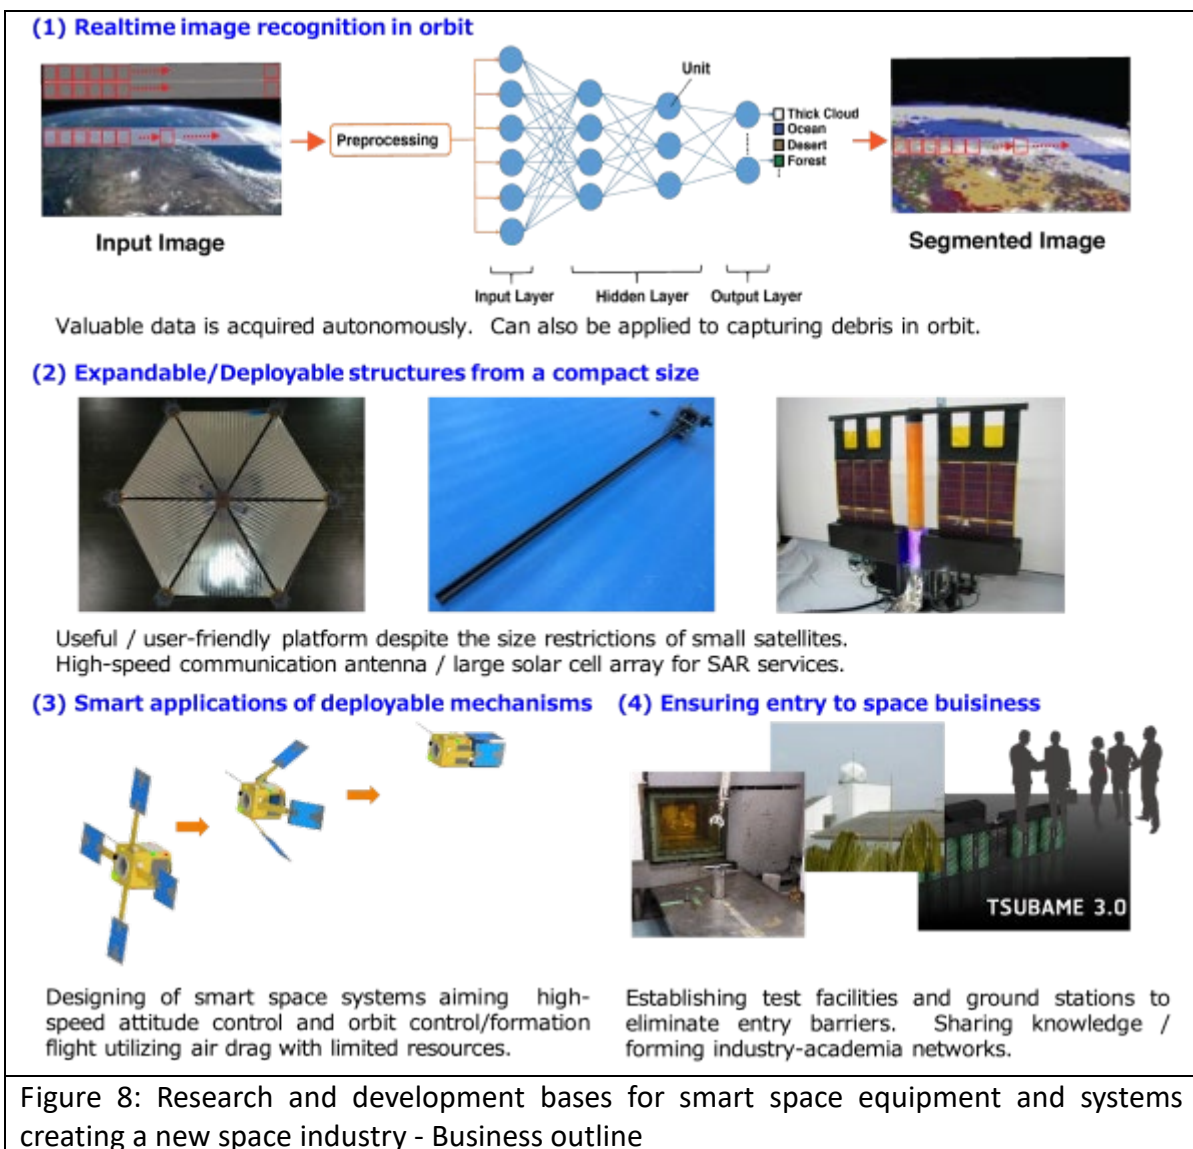 (1) Realtime image recognition in orbit
Unit
Preprocessing
Thick Cloud
Ocean
Desert
Forest
Input Image
Segmented Image
Input Layer
Hidden Layer
Output Layer
Valuable data is acquired autonomously. Can also be applied to capturing debris in orbit.
(2) Expandable/Deployable structures from a compact size
Useful / user-friendly platform despite the size restrictions of small satellites.
High-speed communication antenna / large solar cell array for SAR services.
(3) Smart applications of deployable mechanisms
Designing of smart space systems aiming high-
speed attitude control and orbit control/formation
flight utilizing air drag with limited resources.
(4) Ensuring entry to space buisiness
TSUBAME 3.0
Establishing test facilities and ground stations to
eliminate entry barriers. Sharing knowledge /
forming industry-academia networks.
Figure 8: Research and development bases for smart space equipment and systems
creating a new space industry - Business outline